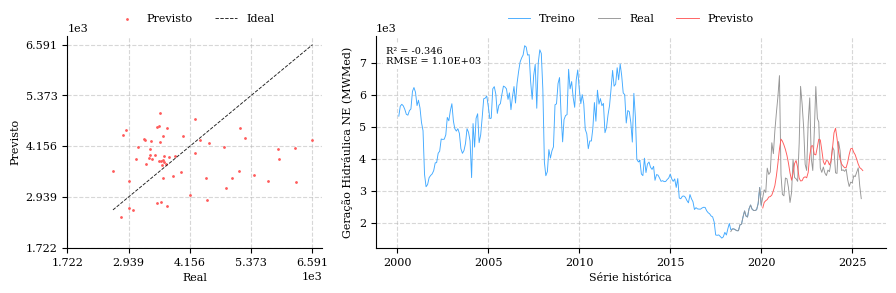 Previsto Ideal
1e3
6.591
5.373
4.156
2.939
1.722
Previsto
1.722 2.939 4.156 5.373 6.591
Real
1e3
Treino Real Previsto
1e3
R² = -0.346
RMSE = 1.10E+03
7
6
5
4
3
2
Geração Hidráulica NE (MWMed)
2000 2005 2010 2015 2020 2025
Série histórica